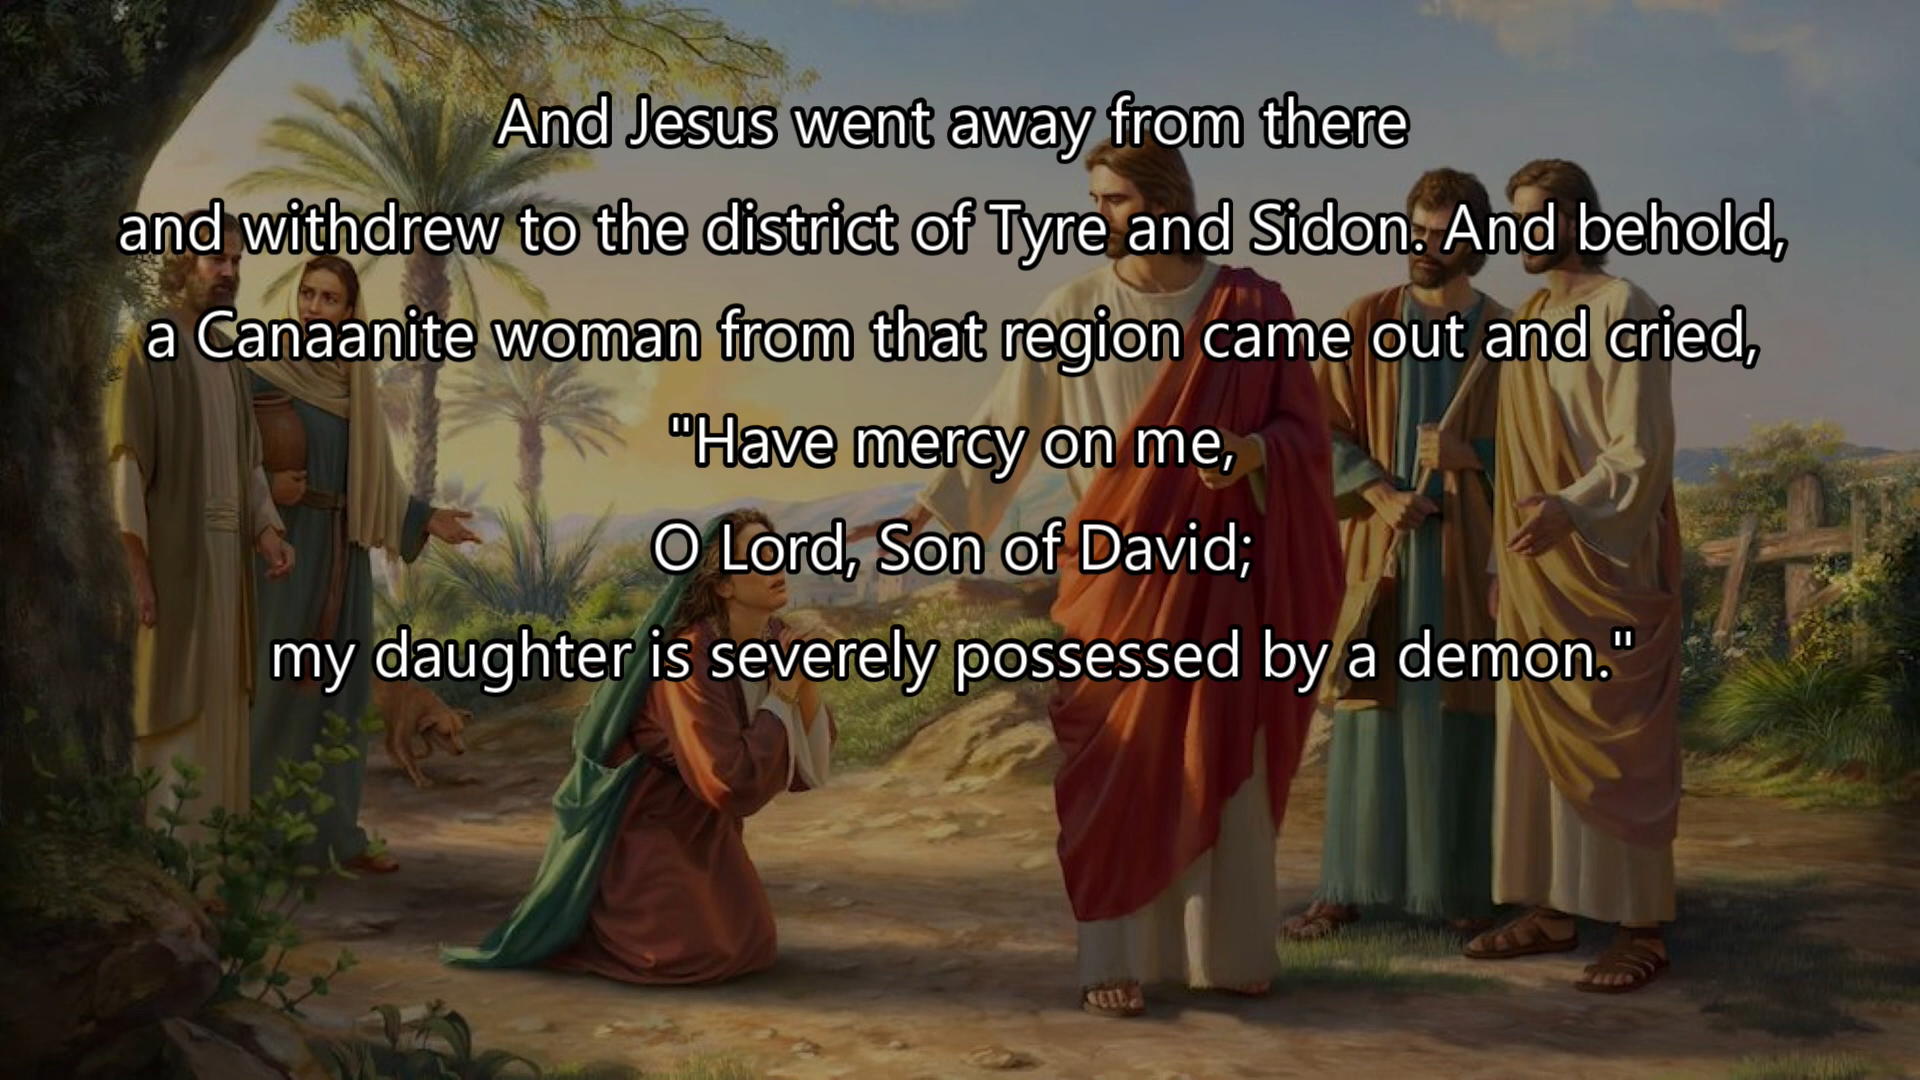 And Jesus went away from there
and withdrew to the district of Tyre and Sidon. And behold,
a Canaanite woman from that region came out and cried,
"Have mercy on me,
O Lord, Son of David;
my daughter is severely possessed by a demon."